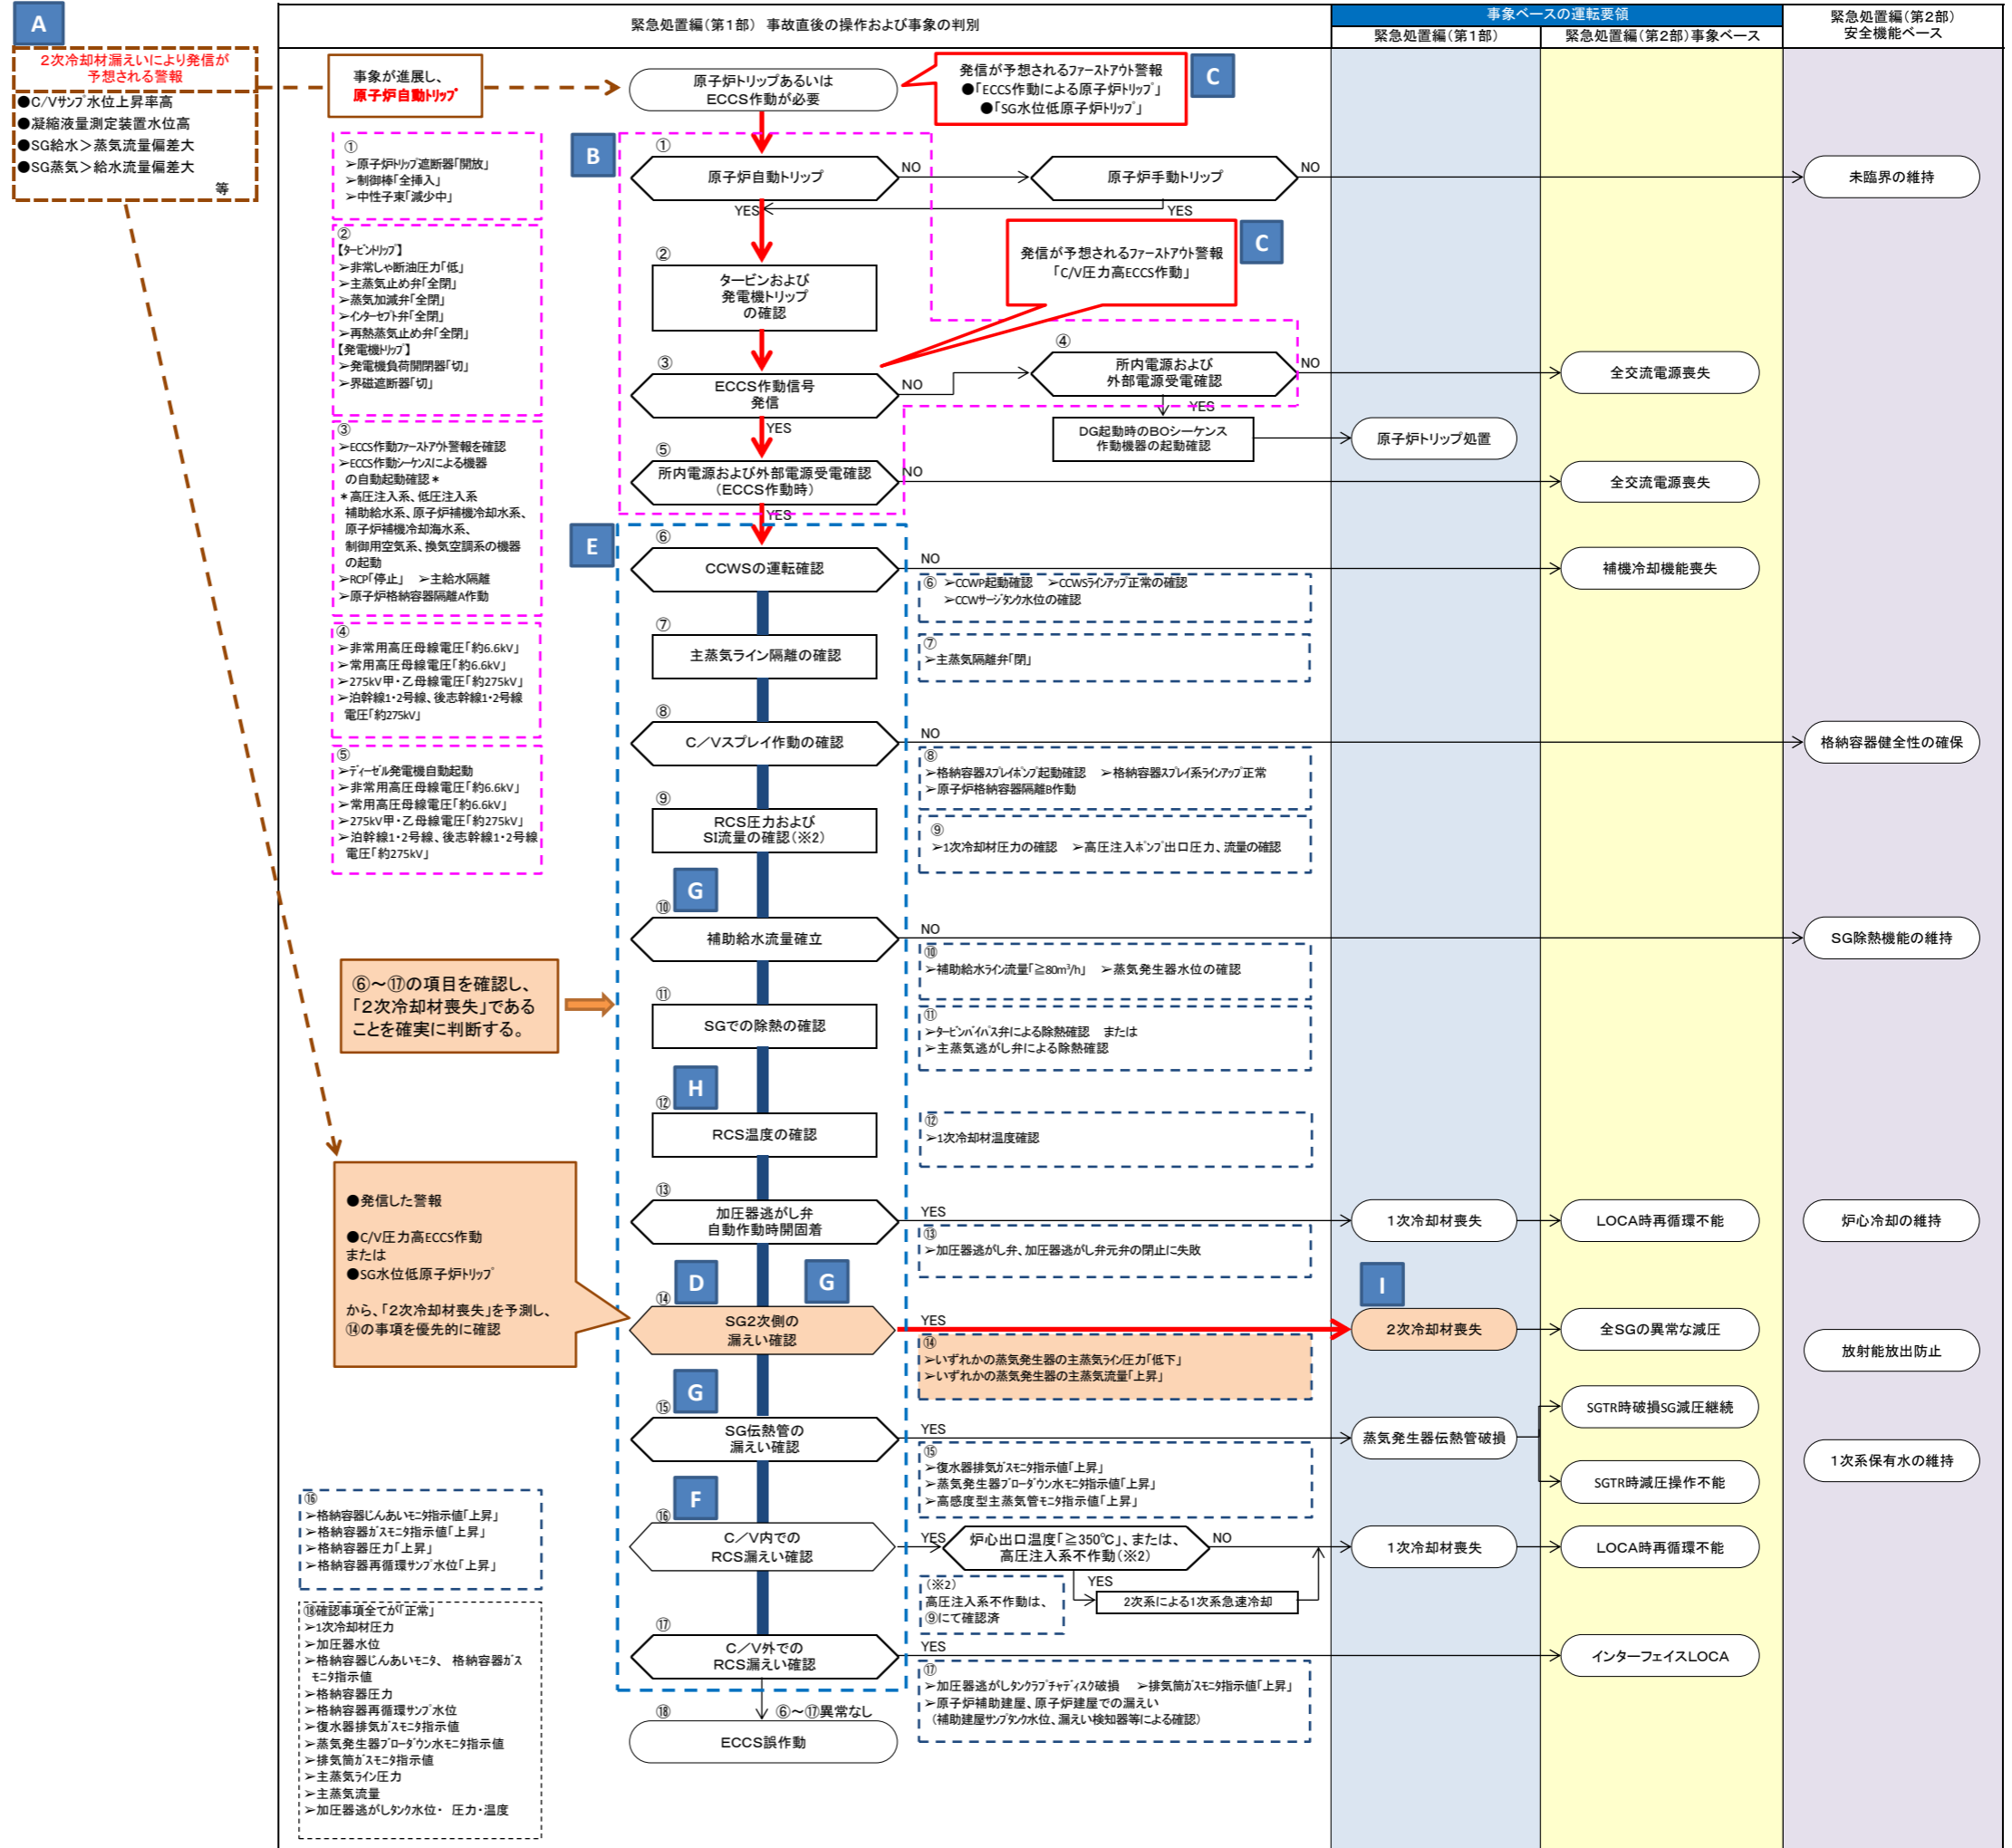 A
2次冷却材漏えいにより発信が
予想される警報
●C/Vサンプ水位上昇率高
●凝縮液量測定装置水位高
●SG給水＞蒸気流量偏差大
●SG蒸気＞給水流量偏差大
等
緊急処置編(第1部) 事故直後の操作および事象の判別
事象ベースの運転要領
緊急処置編(第1部)
緊急処置編(第2部)事象ベース
緊急処置編(第2部)
安全機能ベース
事象が進展し、
原子炉自動トリップ
原子炉トリップあるいは
ECCS作動が必要
発信が予想されるファーストアウト警報
●「ECCS作動による原子炉トリップ」
●「SG水位低原子炉トリップ」
C
B
①
➢原子炉トリップ遮断器「開放」
➢制御棒「全挿入」
➢中性子束「減少中」
①
原子炉自動トリップ
NO
原子炉手動トリップ
NO
未臨界の維持
YES
YES
②
【タービントリップ】
➢非常しゃ断油圧力「低」
➢主蒸気止め弁「全閉」
➢蒸気加減弁「全閉」
➢インターセプト弁「全閉」
➢再熱蒸気止め弁「全閉」
【発電機トリップ】
➢発電機負荷開閉器「切」
➢界磁遮断器「切」
②
タービンおよび
発電機トリップ
の確認
発信が予想されるファーストアウト警報
「C/V圧力高ECCS作動」
C
③
ECCS作動信号
発信
NO
YES
④
所内電源および
外部電源受電確認
NO
YES
全交流電源喪失
DG起動時のBOシーケンス
作動機器の起動確認
原子炉トリップ処置
③
➢ECCS作動ファーストアウト警報を確認
➢ECCS作動シーケンスによる機器
の自動起動確認＊
＊高圧注入系、低圧注入系
補助給水系、原子炉補機冷却水系、
原子炉補機冷却海水系、
制御用空気系、換気空調系の機器
の起動
➢RCP「停止」 ➢主給水隔離
➢原子炉格納容器隔離A作動
⑤
所内電源および外部電源受電確認
(ECCS作動時)
NO
YES
全交流電源喪失
④
➢非常用高圧母線電圧「約6.6kV」
➢常用高圧母線電圧「約6.6kV」
➢275kV甲・乙母線電圧「約275kV」
➢泊幹線1・2号線、後志幹線1・2号線
電圧「約275kV」
⑤
➢ディーゼル発電機自動起動
➢非常用高圧母線電圧「約6.6kV」
➢常用高圧母線電圧「約6.6kV」
➢275kV甲・乙母線電圧「約275kV」
➢泊幹線1・2号線、後志幹線1・2号線
電圧「約275kV」
E
⑥
CCWSの運転確認
NO
補機冷却機能喪失
⑥ ➢CCWP起動確認 ➢CCWSラインアップ正常の確認
➢CCWサージタンク水位の確認
⑦
主蒸気ライン隔離の確認
⑦
➢主蒸気隔離弁「閉」
⑧
C／Vスプレイ作動の確認
NO
格納容器健全性の確保
⑧
➢格納容器スプレイポンプ起動確認 ➢格納容器スプレイ系ラインアップ正常
➢原子炉格納容器隔離B作動
⑨
RCS圧力および
SI流量の確認(※2)
⑨
➢1次冷却材圧力の確認 ➢高圧注入ポンプ出口圧力、流量の確認
G
⑩
補助給水流量確立
NO
SG除熱機能の維持
⑩
➢補助給水ライン流量「≧80m³/h」 ➢蒸気発生器水位の確認
⑥～⑰の項目を確認し、
「2次冷却材喪失」である
ことを確実に判断する。
⑪
SGでの除熱の確認
⑪
➢タービンバイパス弁による除熱確認 または
➢主蒸気逃がし弁による除熱確認
H
⑫
RCS温度の確認
⑫
➢1次冷却材温度確認
⑬
加圧器逃がし弁
自動作動時開固着
YES
1次冷却材喪失
LOCA時再循環不能
炉心冷却の維持
⑬
➢加圧器逃がし弁、加圧器逃がし弁元弁の閉止に失敗
●発信した警報
●C/V圧力高ECCS作動
または
●SG水位低原子炉トリップ
から、「2次冷却材喪失」を予測し、
⑭の事項を優先的に確認
D
G
⑭
SG2次側の
漏えい確認
YES
I
2次冷却材喪失
全SGの異常な減圧
放射能放出防止
⑭
➢いずれかの蒸気発生器の主蒸気ライン圧力「低下」
➢いずれかの蒸気発生器の主蒸気流量「上昇」
G
⑮
SG伝熱管の
漏えい確認
YES
蒸気発生器伝熱管破損
SGTR時破損SG減圧継続
SGTR時減圧操作不能
1次系保有水の維持
⑮
➢復水器排気ガスモニタ指示値「上昇」
➢蒸気発生器ブローダウン水モニタ指示値「上昇」
➢高感度型主蒸気管モニタ指示値「上昇」
F
⑯
C／V内での
RCS漏えい確認
YES
炉心出口温度「≧350℃」、または、
高圧注入系不作動(※2)
NO
1次冷却材喪失
LOCA時再循環不能
YES
2次系による1次系急速冷却
(※2)
高圧注入系不作動は、
⑨にて確認済
⑯
➢格納容器じんあいモニタ指示値「上昇」
➢格納容器ガスモニタ指示値「上昇」
➢格納容器圧力「上昇」
➢格納容器再循環サンプ水位「上昇」
⑰
C／V外での
RCS漏えい確認
YES
インターフェイスLOCA
⑰
➢加圧器逃がしタンクラプチャディスク破損 ➢排気筒ガスモニタ指示値「上昇」
➢原子炉補助建屋、原子炉建屋での漏えい
(補助建屋サンプタンク水位、漏えい検知器等による確認)
⑱確認事項全てが「正常」
➢1次冷却材圧力
➢加圧器水位
➢格納容器じんあいモニタ、 格納容器ガス
モニタ指示値
➢格納容器圧力
➢格納容器再循環サンプ水位
➢復水器排気ガスモニタ指示値
➢蒸気発生器ブローダウン水モニタ指示値
➢排気筒ガスモニタ指示値
➢主蒸気ライン圧力
➢主蒸気流量
➢加圧器逃がしタンク水位・ 圧力・温度
⑱
⑥～⑰異常なし
ECCS誤作動